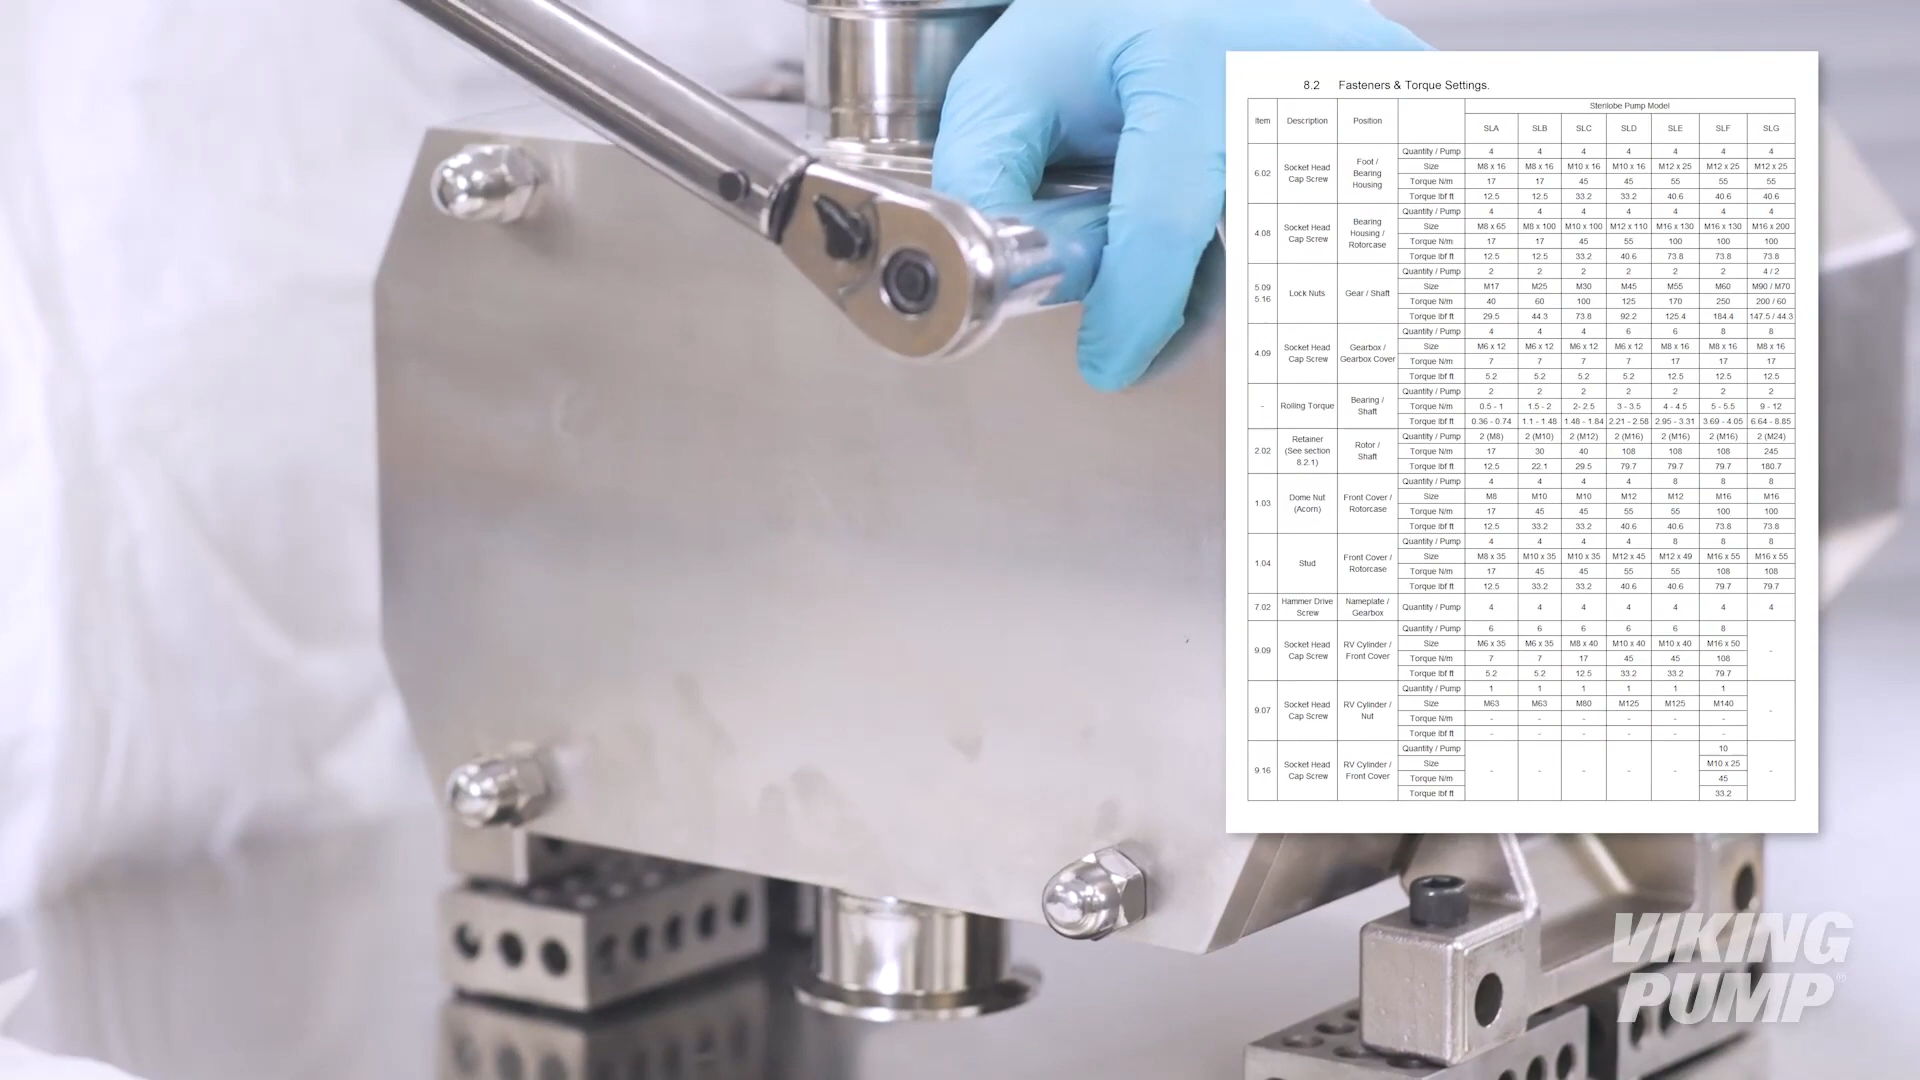 8.2 Fasteners & Torque Settings.
Item Description Position Sterilobe Pump Model
SLA SLB SLC SLD SLE SLF SLG
6.02 Socket Head Cap Screw Foot / Bearing Housing
Quantity / Pump 4 4 4 4 4 4 4
Size M8 x 16 M8 x 16 M10 x 16 M10 x 16 M12 x 25 M12 x 25 M12 x 25
Torque N/m 17 17 45 45 55 55 55
Torque lbf ft 12.5 12.5 33.2 33.2 40.6 40.6 40.6
4.08 Socket Head Cap Screw Bearing Housing / Rotorcase
Quantity / Pump 4 4 4 4 4 4 4
Size M8 x 65 M8 x 100 M10 x 100 M12 x 110 M16 x 130 M16 x 130 M16 x 200
Torque N/m 17 17 45 55 100 100 100
Torque lbf ft 12.5 12.5 33.2 40.6 73.8 73.8 73.8
5.09 5.16 Lock Nuts Gear / Shaft
Quantity / Pump 2 2 2 2 2 2 4 / 2
Size M17 M25 M30 M45 M55 M60 M90 / M70
Torque N/m 40 60 100 125 170 250 200 / 60
Torque lbf ft 29.5 44.3 73.8 92.2 125.4 184.4 147.5 / 44.3
4.09 Socket Head Cap Screw Gearbox / Gearbox Cover
Quantity / Pump 4 4 4 6 6 8 8
Size M6 x 12 M6 x 12 M6 x 12 M6 x 12 M8 x 16 M8 x 16 M8 x 16
Torque N/m 7 7 7 7 17 17 17
Torque lbf ft 5.2 5.2 5.2 5.2 12.5 12.5 12.5
- Rolling Torque Bearing / Shaft
Quantity / Pump 2 2 2 2 2 2 2
Torque N/m 0.5 - 1 1.5 - 2 2- 2.5 3 - 3.5 4 - 4.5 5 - 5.5 9 - 12
Torque lbf ft 0.36 - 0.74 1.1 - 1.48 1.48 - 1.84 2.21 - 2.58 2.95 - 3.31 3.69 - 4.05 6.64 - 8.85
2.02 Retainer (See section 8.2.1) Rotor / Shaft
Quantity / Pump 2 (M8) 2 (M10) 2 (M12) 2 (M16) 2 (M16) 2 (M16) 2 (M24)
Torque N/m 17 30 40 108 108 108 245
Torque lbf ft 12.5 22.1 29.5 79.7 79.7 79.7 180.7
1.03 Dome Nut (Acorn) Front Cover / Rotorcase
Quantity / Pump 4 4 4 4 8 8 8
Size M8 M10 M10 M12 M12 M16 M16
Torque N/m 17 45 45 55 55 100 100
Torque lbf ft 12.5 33.2 33.2 40.6 40.6 73.8 73.8
1.04 Stud Front Cover / Rotorcase
Quantity / Pump 4 4 4 4 8 8 8
Size M8 x 35 M10 x 35 M10 x 35 M12 x 45 M12 x 49 M16 x 55 M16 x 55
Torque N/m 17 45 45 55 55 108 108
Torque lbf ft 12.5 33.2 33.2 40.6 40.6 79.7 79.7
7.02 Hammer Drive Screw Nameplate / Gearbox Quantity / Pump 4 4 4 4 4 4 4
9.09 Socket Head Cap Screw RV Cylinder / Front Cover
Quantity / Pump 6 6 6 6 6 8 -
Size M6 x 35 M6 x 35 M8 x 40 M10 x 40 M10 x 40 M16 x 50
Torque N/m 7 7 17 45 45 108
Torque lbf ft 5.2 5.2 12.5 33.2 33.2 79.7
9.07 Socket Head Cap Screw RV Cylinder / Nut
Quantity / Pump 1 1 1 1 1 1 -
Size M63 M63 M80 M125 M125 M140
Torque N/m - - - - - -
Torque lbf ft - - - - - -
9.16 Socket Head Cap Screw RV Cylinder / Front Cover
Quantity / Pump - - - - - 10 -
Size M10 x 25
Torque N/m 45
Torque lbf ft 33.2
VIKING
PUMP®